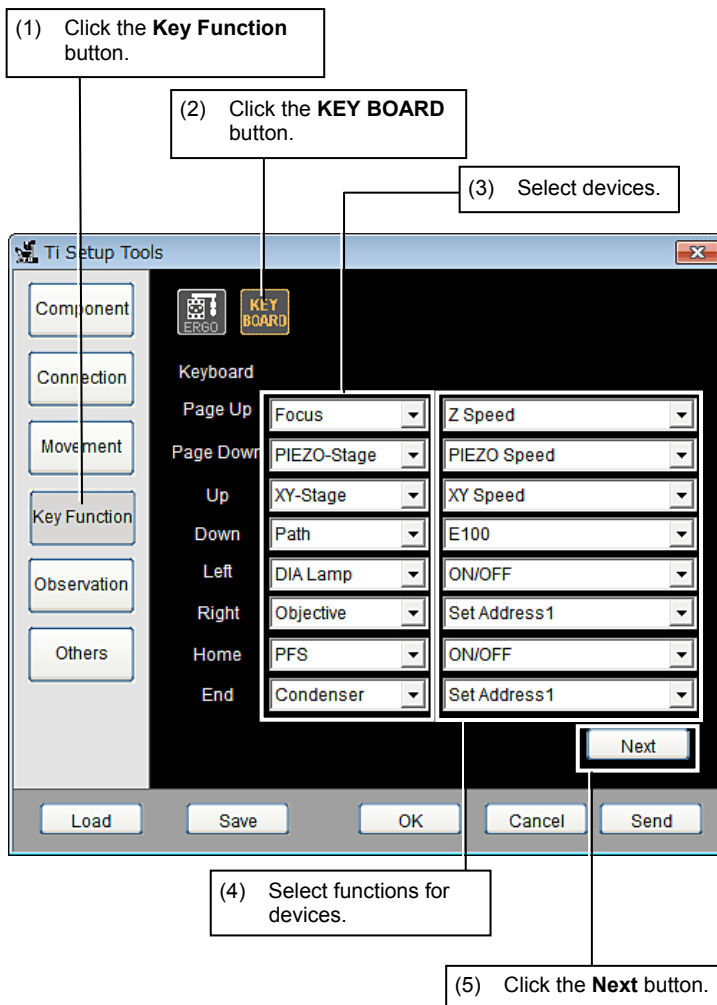 (1) Click the Key Function
button.
(2) Click the KEY BOARD
button.
(3) Select devices.
Ti Setup Tools
Component
ERGO
KEY
BOARD
Connection
Keyboard
Page Up
Focus
Z Speed
Movement
Page Down
PIEZO-Stage
PIEZO Speed
Up
XY-Stage
XY Speed
Key Function
Down
Path
E100
Observation
Left
DIA Lamp
ON/OFF
Right
Objective
Set Address1
Others
Home
PFS
ON/OFF
End
Condenser
Set Address1
Next
Load
Save
OK
Cancel
Send
(4) Select functions for
devices.
(5) Click the Next button.